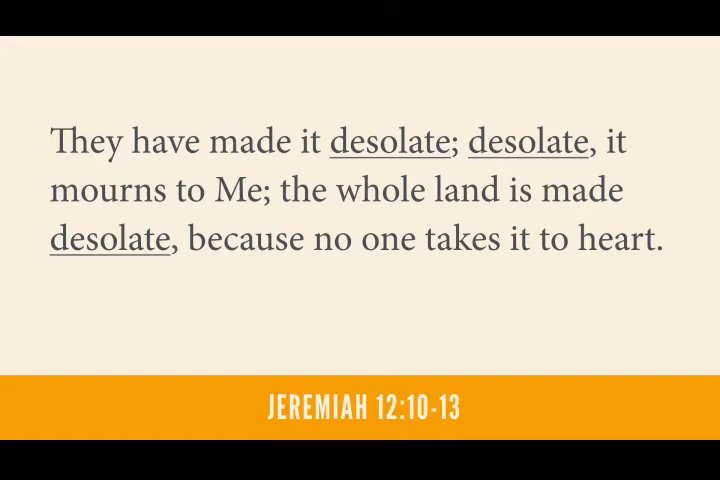 They have made it desolate; desolate, it
mourns to Me; the whole land is made
desolate, because no one takes it to heart.
JEREMIAH 12:10-13